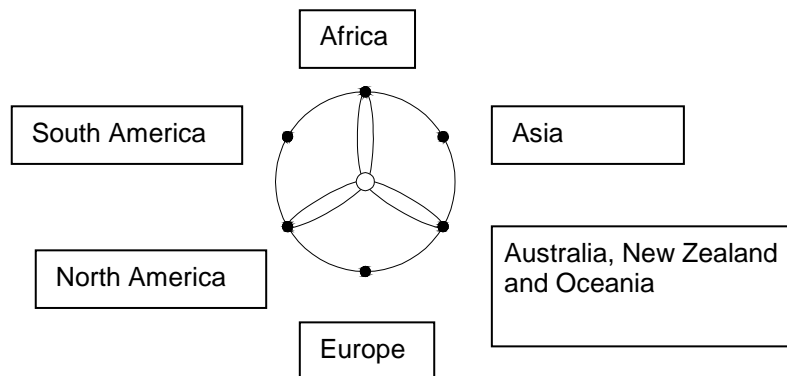 Africa
South America
Asia
North America
Australia, New Zealand
and Oceania
Europe